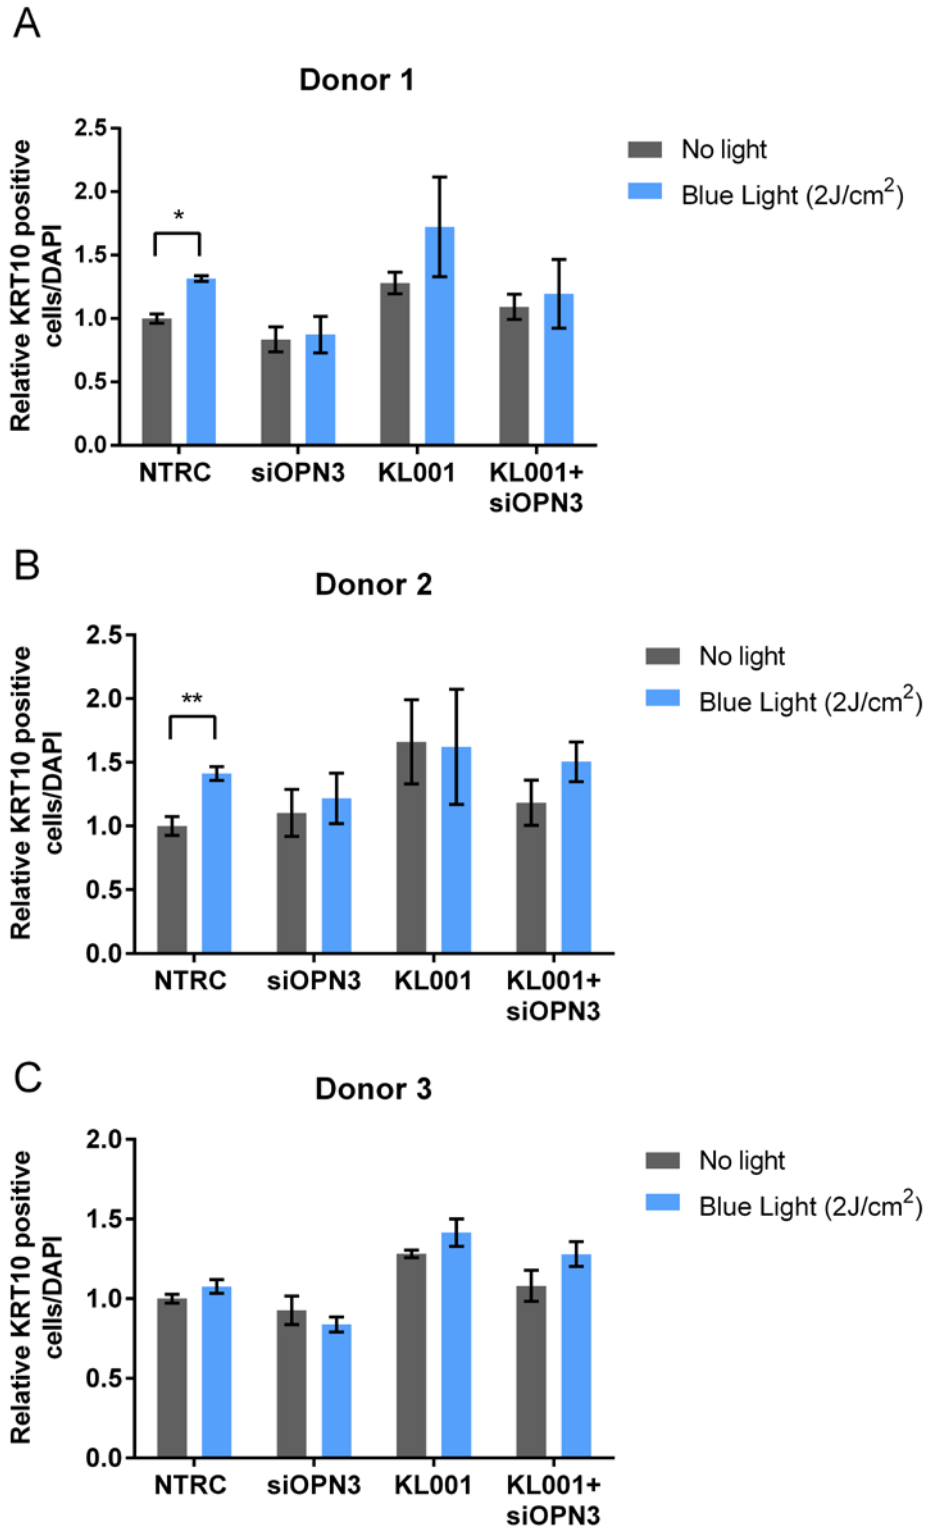 A
Donor 1
Relative KRT10 positive
cells/DAPI
2.5
2.0
1.5
1.0
0.5
0.0
*
No light
Blue Light (2J/cm²)
NTRC
siOPN3
KL001
KL001+
siOPN3
B
Donor 2
Relative KRT10 positive
cells/DAPI
2.5
2.0
1.5
1.0
0.5
0.0
**
No light
Blue Light (2J/cm²)
NTRC
siOPN3
KL001
KL001+
siOPN3
C
Donor 3
Relative KRT10 positive
cells/DAPI
2.0
1.5
1.0
0.5
0.0
No light
Blue Light (2J/cm²)
NTRC
siOPN3
KL001
KL001+
siOPN3